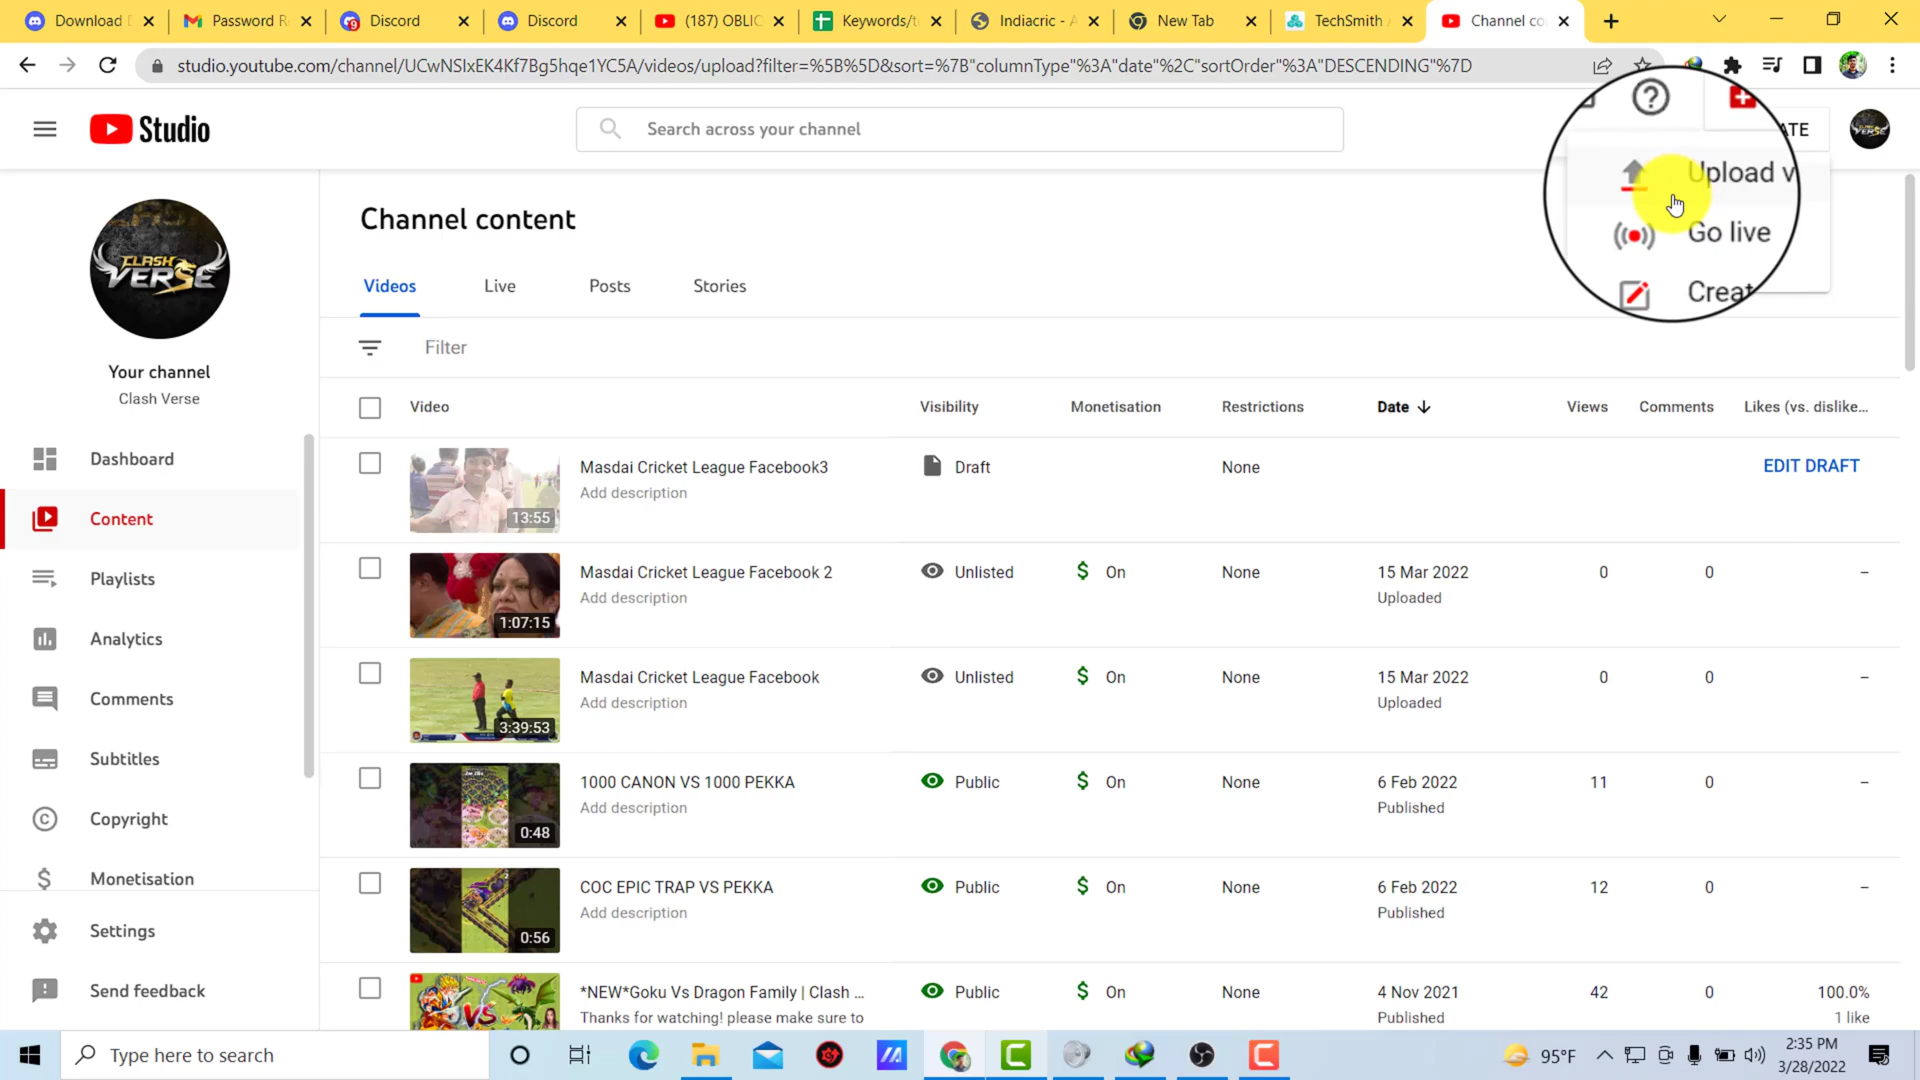 Download D
Password Re
Discord
Discord
(187) OBLIC
Keywords/t
Indiacric - A
New Tab
TechSmith A
Channel co
studio.youtube.com/channel/UCwNSIxEK4Kf7Bg5hqe1YC5A/videos/upload?filter=%5B%5D&sort=%7B"columnType"%3A"date"%2C"sortOrder"%3A"DESCENDING"%7D
Studio
Search across your channel
ATE
Upload v
Go live
Creat
CLASH
VERSE
Your channel
Clash Verse
Dashboard
Content
Playlists
Analytics
Comments
Subtitles
Copyright
Monetisation
Settings
Send feedback
Channel content
Videos Live Posts Stories
Filter
Video Visibility Monetisation Restrictions Date Views Comments Likes (vs. dislike...
Masdai Cricket League Facebook3 Draft None EDIT DRAFT
Add description
13:55
Masdai Cricket League Facebook 2 Unlisted On None 15 Mar 2022 0 0 –
Add description Uploaded
1:07:15
Masdai Cricket League Facebook Unlisted On None 15 Mar 2022 0 0 –
Add description Uploaded
3:39:53
1000 CANON VS 1000 PEKKA Public On None 6 Feb 2022 11 0 –
Add description Published
0:48
COC EPIC TRAP VS PEKKA Public On None 6 Feb 2022 12 0 –
Add description Published
0:56
*NEW*Goku Vs Dragon Family | Clash ... Public On None 4 Nov 2021 42 0 100.0%
Thanks for watching! please make sure to Published 1 like
VS
Type here to search
95°F
2:35 PM
3/28/2022